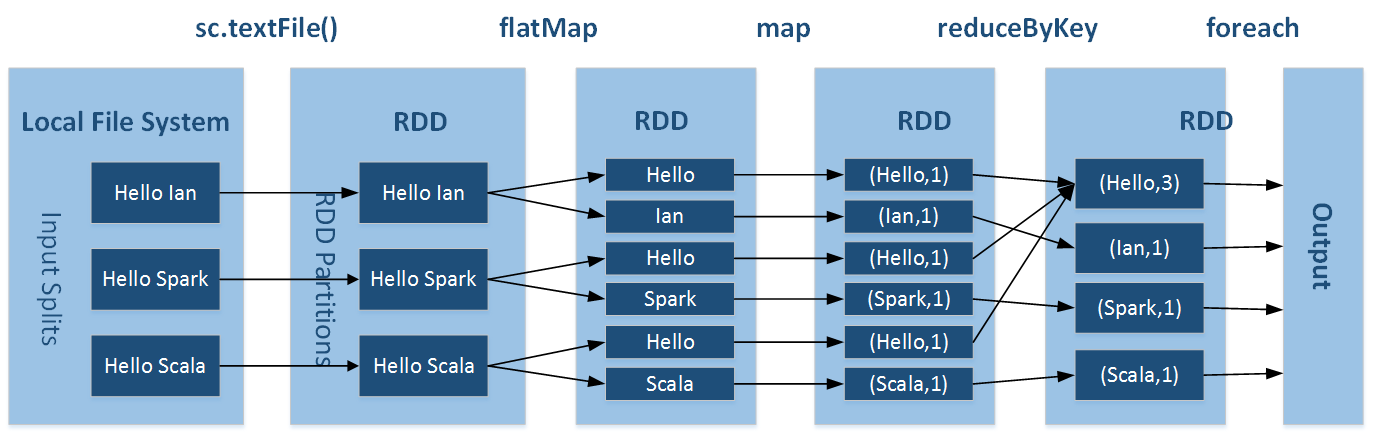 sc.textFile()
flatMap
map
reduceByKey
foreach
Local File System
Input Splits
Hello Ian
Hello Spark
Hello Scala
RDD
RDD Partitions
Hello Ian
Hello Spark
Hello Scala
RDD
Hello
Ian
Hello
Spark
Hello
Scala
RDD
(Hello,1)
(Ian,1)
(Hello,1)
(Spark,1)
(Hello,1)
(Scala,1)
RDD
(Hello,3)
(Ian,1)
(Spark,1)
(Scala,1)
Output